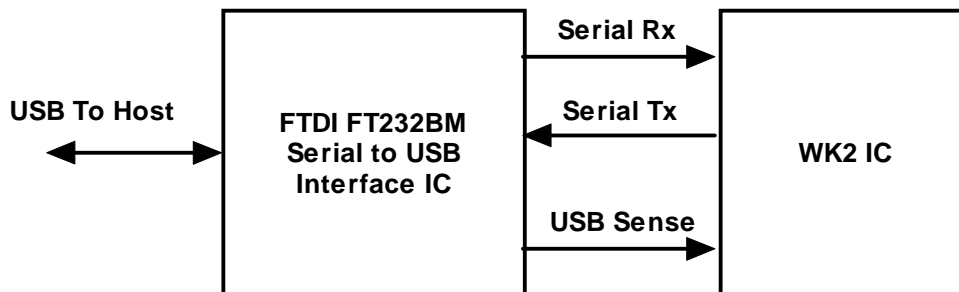 Serial Rx
USB To Host
Serial Tx
FTDI FT232BM
Serial to USB
Interface IC
WK2 IC
USB Sense